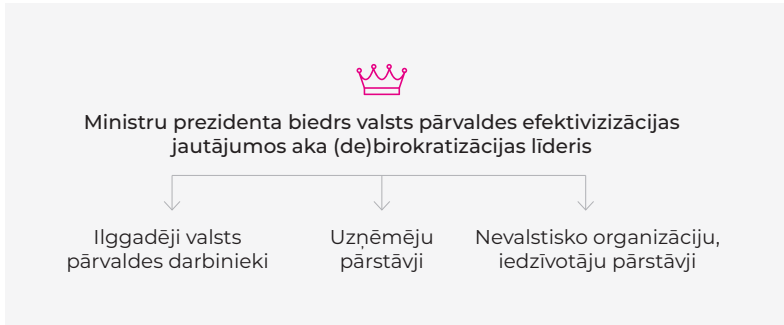 Ministru prezidenta biedrs valsts pārvaldes efektivizizācijas
jautājumos aka (de)birokratizācijas līderis
Ilggadēji valsts
pārvaldes darbinieki
Uzņēmēju
pārstāvji
Nevalstisko organizāciju,
iedzīvotāju pārstāvji